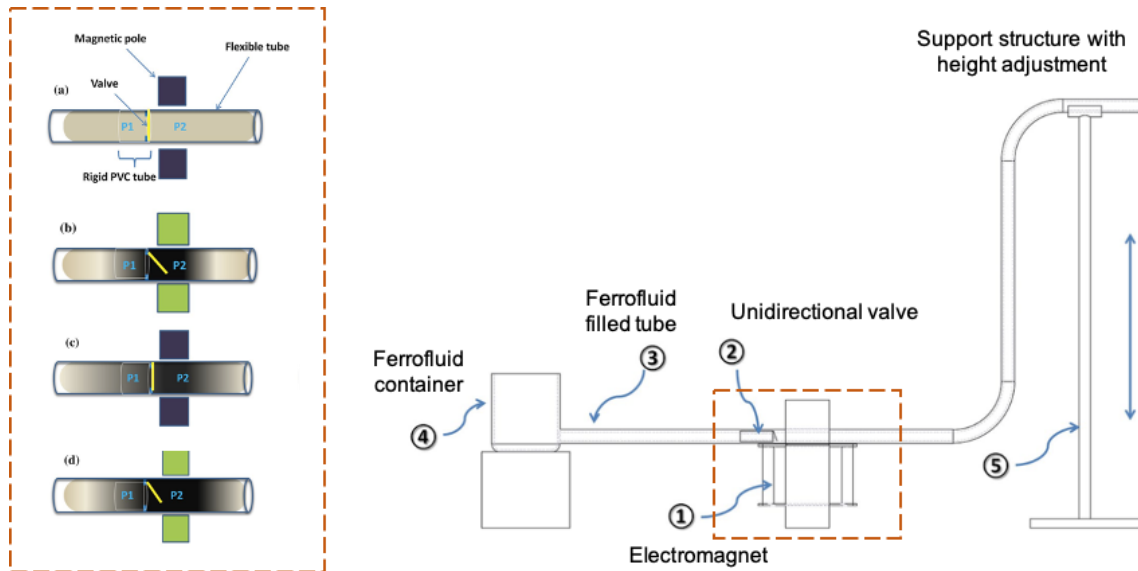 Magnetic pole
Flexible tube
Valve
(a)
P1
P2
Rigid PVC tube
(b)
P1
P2
(c)
P1
P2
(d)
P1
P2
Support structure with
height adjustment
Ferrofluid
filled tube
Unidirectional valve
③
②
Ferrofluid
container
④
⑤
①
Electromagnet